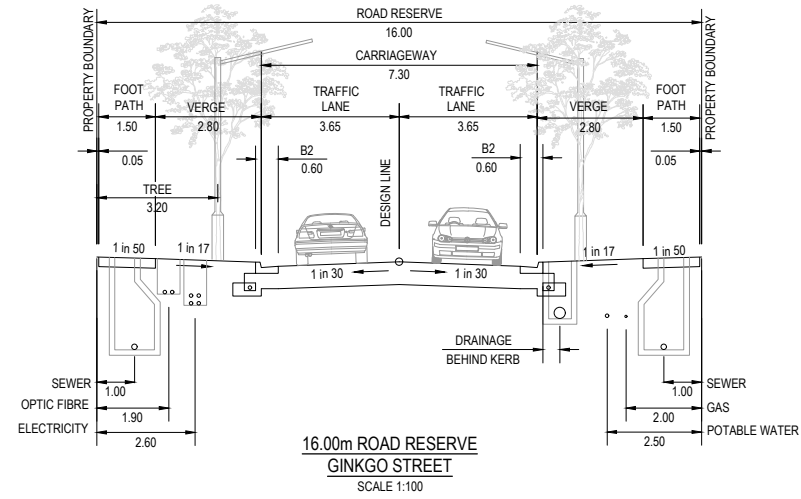 ROAD RESERVE
16.00
CARRIAGEWAY
7.30
PROPERTY BOUNDARY
FOOT
PATH
1.50
VERGE
2.80
TRAFFIC
LANE
3.65
TRAFFIC
LANE
3.65
VERGE
2.80
FOOT
PATH
1.50
PROPERTY BOUNDARY
0.05
B2
0.60
DESIGN LINE
B2
0.60
0.05
TREE
3.20
1 in 50
1 in 17
1 in 30
1 in 30
1 in 17
1 in 50
DRAINAGE
BEHIND KERB
SEWER
1.00
OPTIC FIBRE
1.90
ELECTRICITY
2.60
1.00
SEWER
2.00
GAS
2.50
POTABLE WATER
16.00m ROAD RESERVE
GINKGO STREET
SCALE 1:100